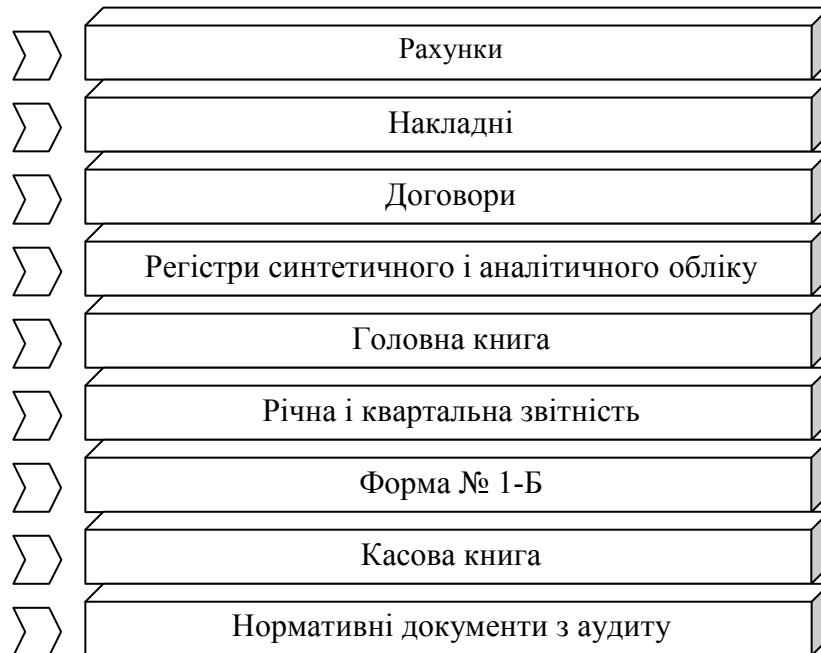 Рахунки
Накладні
Договори
Регістри синтетичного і аналітичного обліку
Головна книга
Річна і квартальна звітність
Форма № 1-Б
Касова книга
Нормативні документи з аудиту